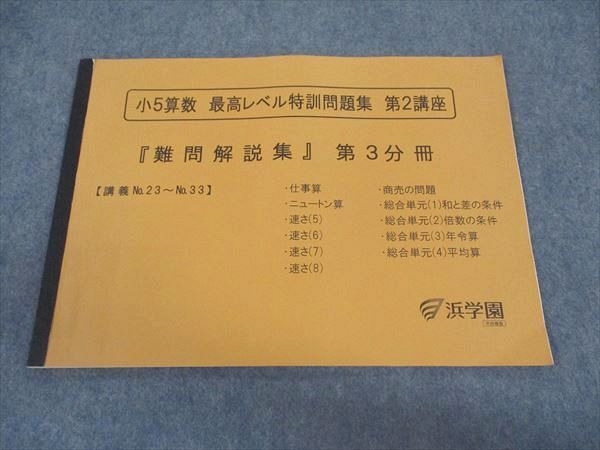 小5算数 最高レベル特訓問題集 第2講座
『難問解説集』 第3分冊
【講義No.23～No.33】
・仕事算
・ニュートン算
・速さ(5)
・速さ(6)
・速さ(7)
・速さ(8)
・商売の問題
・総合単元(1)和と差の条件
・総合単元(2)倍数の条件
・総合単元(3)年令算
・総合単元(4)平均算
浜学園